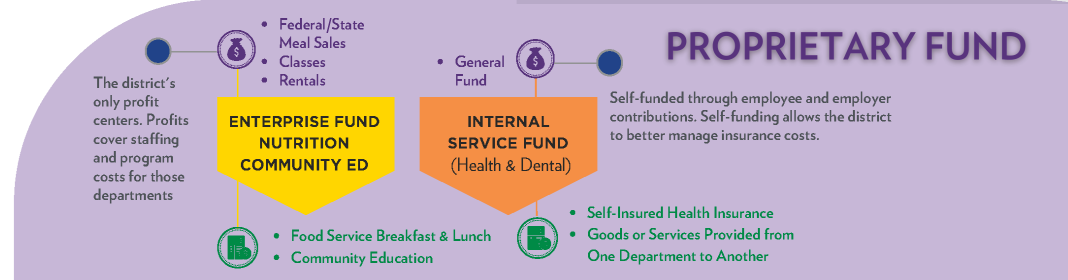 PROPRIETARY FUND
• Federal/State
Meal Sales
• Classes
• Rentals
The district's
only profit
centers. Profits
cover staffing
and program
costs for those
departments
ENTERPRISE FUND
NUTRITION
COMMUNITY ED
• Food Service Breakfast & Lunch
• Community Education
• General
Fund
Self-funded through employee and employer
contributions. Self-funding allows the district
to better manage insurance costs.
INTERNAL
SERVICE FUND
(Health & Dental)
• Self-Insured Health Insurance
• Goods or Services Provided from
One Department to Another